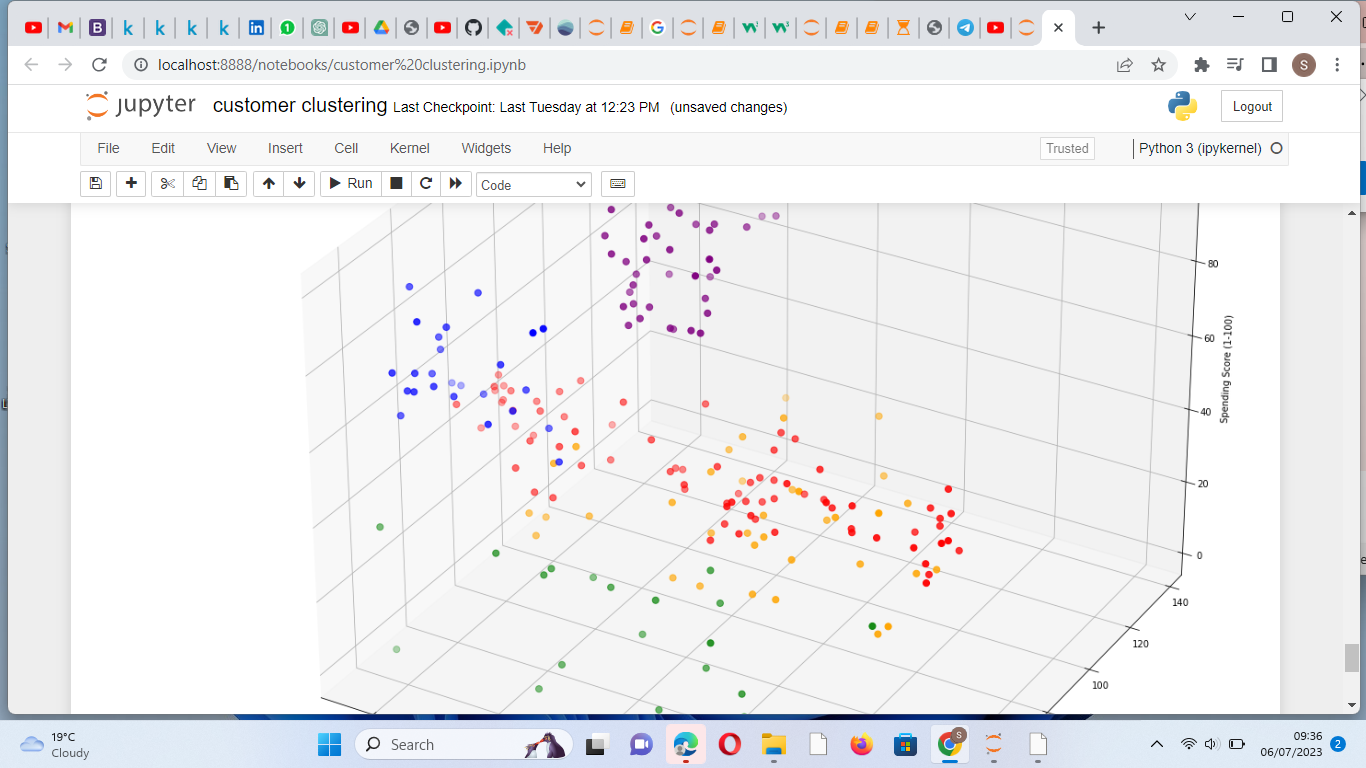 localhost:8888/notebooks/customer%20clustering.ipynb
S
jupyter customer clustering Last Checkpoint: Last Tuesday at 12:23 PM (unsaved changes)
Logout
File Edit View Insert Cell Kernel Widgets Help
Trusted
Python 3 (ipykernel)
Run
Code
80
60
40
20
0
Spending Score (1-100)
140
120
100
19°C
Cloudy
Search
S
09:36
06/07/2023
2